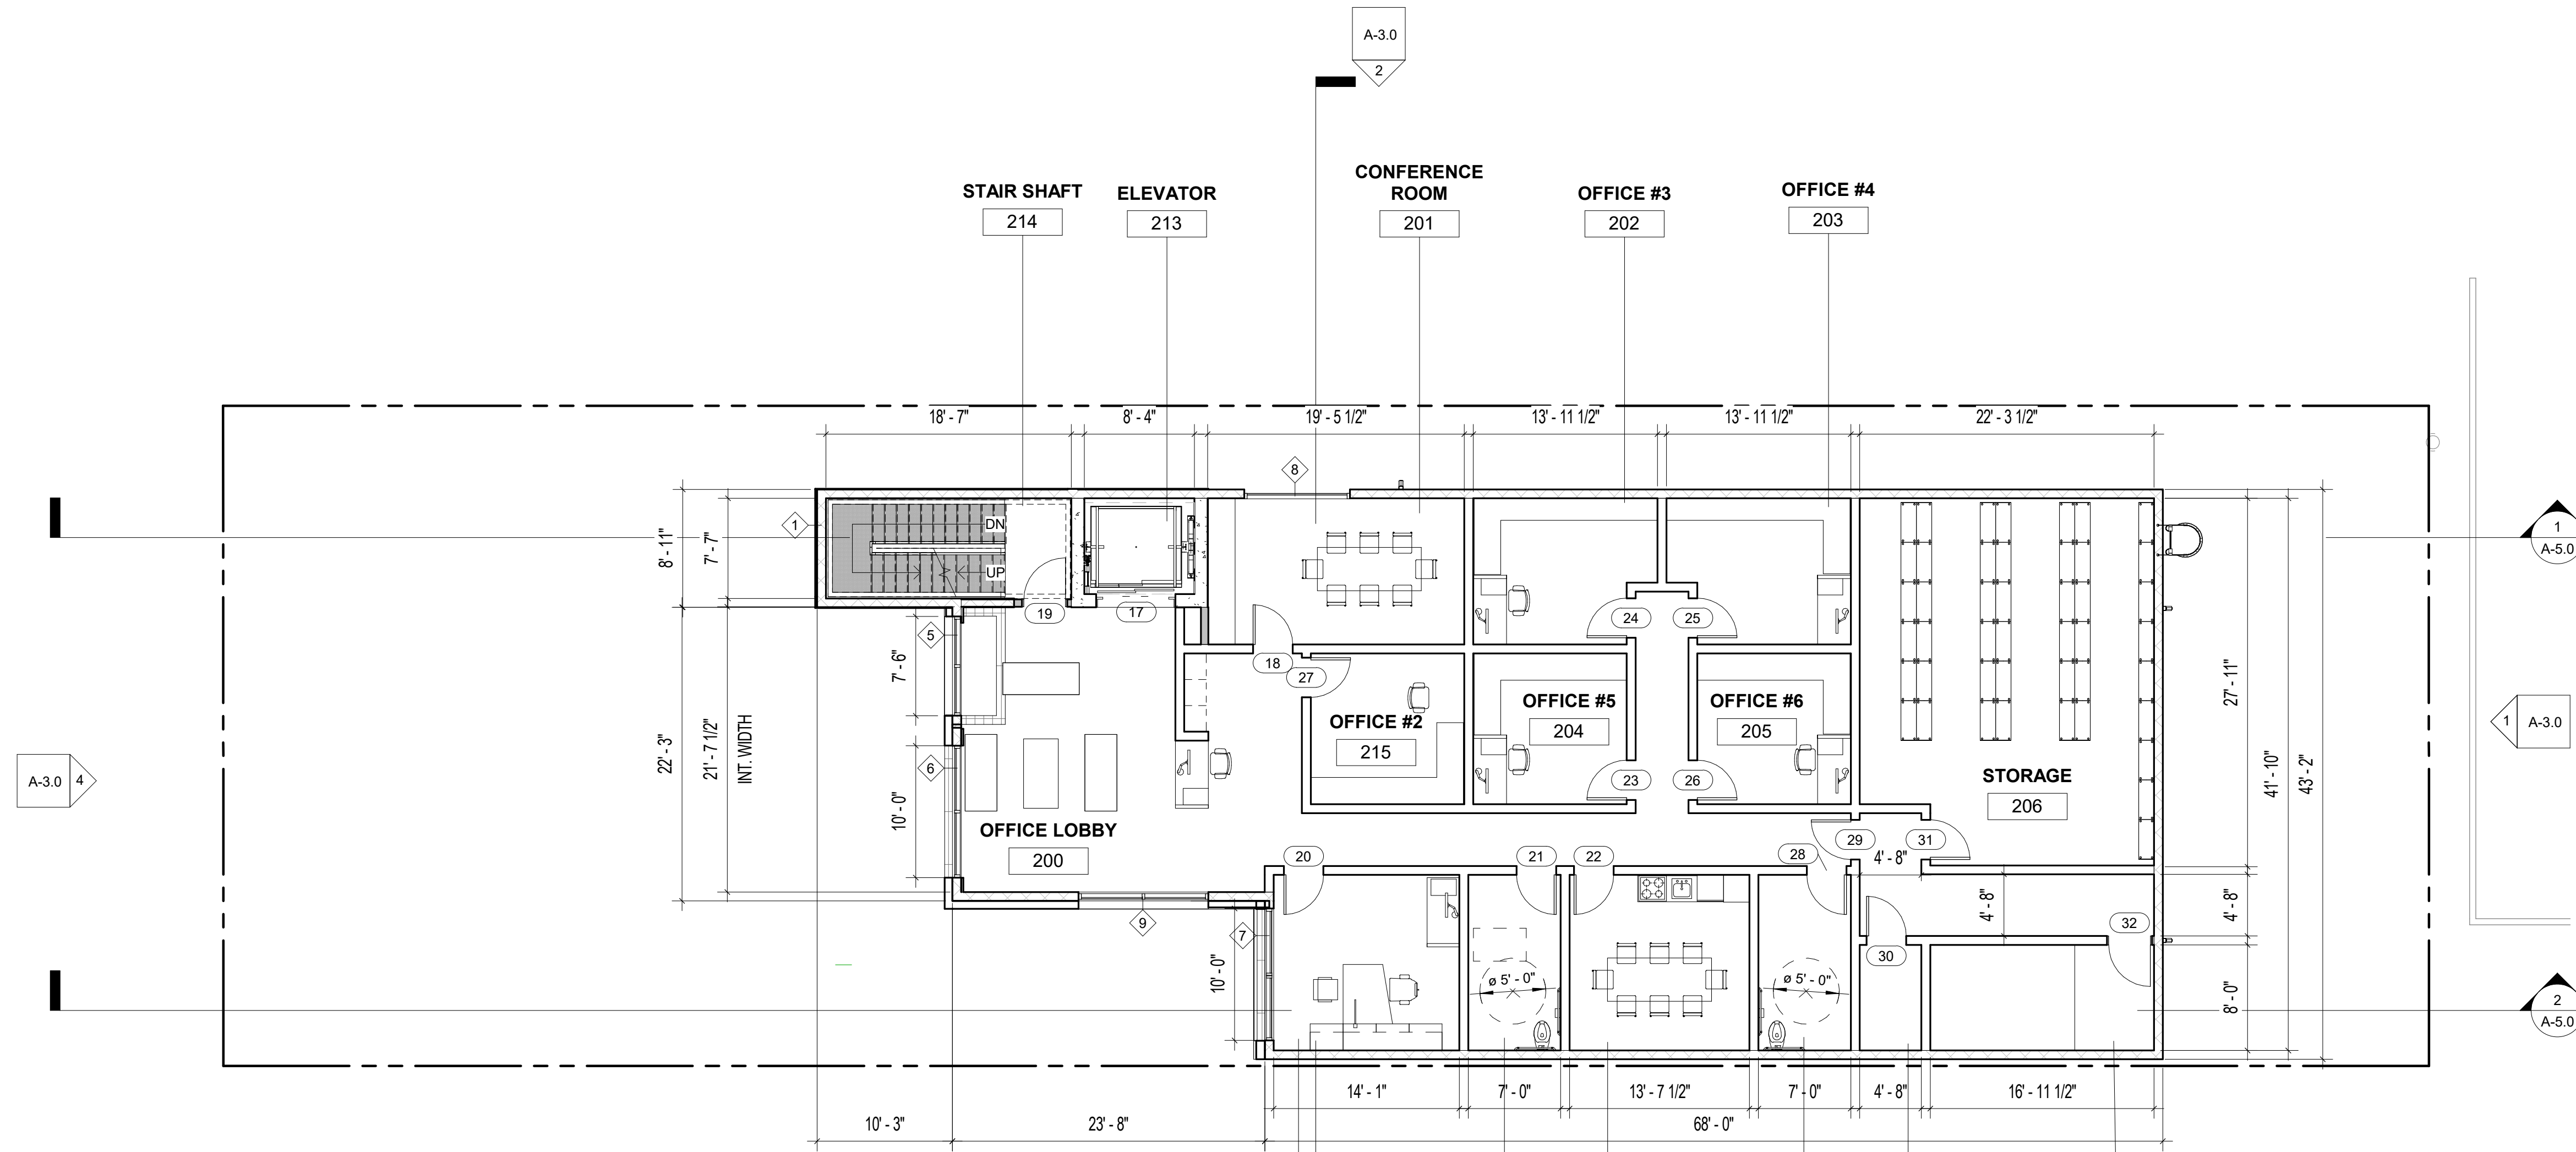 A-3.0
2
CONFERENCE
ROOM
STAIR SHAFT
ELEVATOR
OFFICE #3
OFFICE #4
214
213
201
202
203
18' - 7"
8' - 4"
19' - 5 1/2"
13' - 11 1/2"
13' - 11 1/2"
22' - 3 1/2"
8
1
DN
UP
8' - 11"
7' - 7"
1
A-5.0
19
17
24
25
5
18
27
7' - 6"
OFFICE #2
215
OFFICE #5
204
OFFICE #6
205
27' - 11"
22' - 3"
21' - 7 1/2"
INT. WIDTH
A-3.0
4
6
23
26
STORAGE
206
41' - 10"
43' - 2"
1
A-3.0
10' - 0"
OFFICE LOBBY
200
20
21
22
28
29
31
4' - 8"
4' - 8"
4' - 8"
9
7
32
30
10' - 0"
ø 5' - 0"
ø 5' - 0"
8' - 0"
2
A-5.0
14' - 1"
7' - 0"
13' - 7 1/2"
7' - 0"
4' - 8"
16' - 11 1/2"
10' - 3"
23' - 8"
68' - 0"